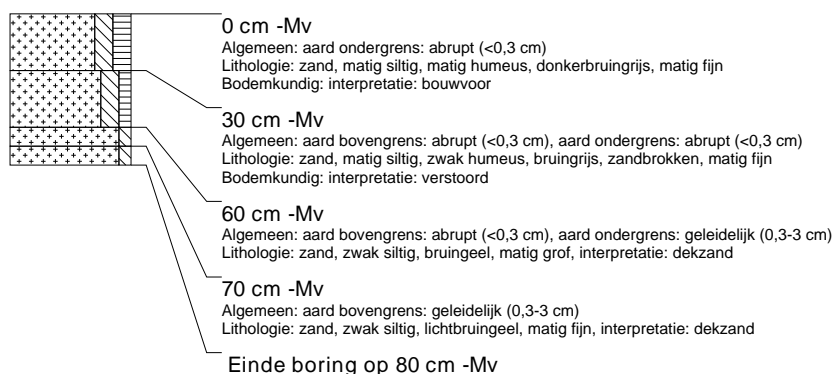 0 cm -Mv
Algemeen: aard ondergrens: abrupt (<0,3 cm)
Lithologie: zand, matig siltig, matig humeus, donkerbruingrijs, matig fijn
Bodemkundig: interpretatie: bouwvoor
30 cm -Mv
Algemeen: aard bovengrens: abrupt (<0,3 cm), aard ondergrens: abrupt (<0,3 cm)
Lithologie: zand, matig siltig, zwak humeus, bruingrijs, zandbrokken, matig fijn
Bodemkundig: interpretatie: verstoord
60 cm -Mv
Algemeen: aard bovengrens: abrupt (<0,3 cm), aard ondergrens: geleidelijk (0,3-3 cm)
Lithologie: zand, zwak siltig, bruingeel, matig grof, interpretatie: dekzand
70 cm -Mv
Algemeen: aard bovengrens: geleidelijk (0,3-3 cm)
Lithologie: zand, zwak siltig, lichtbruingeel, matig fijn, interpretatie: dekzand
Einde boring op 80 cm -Mv